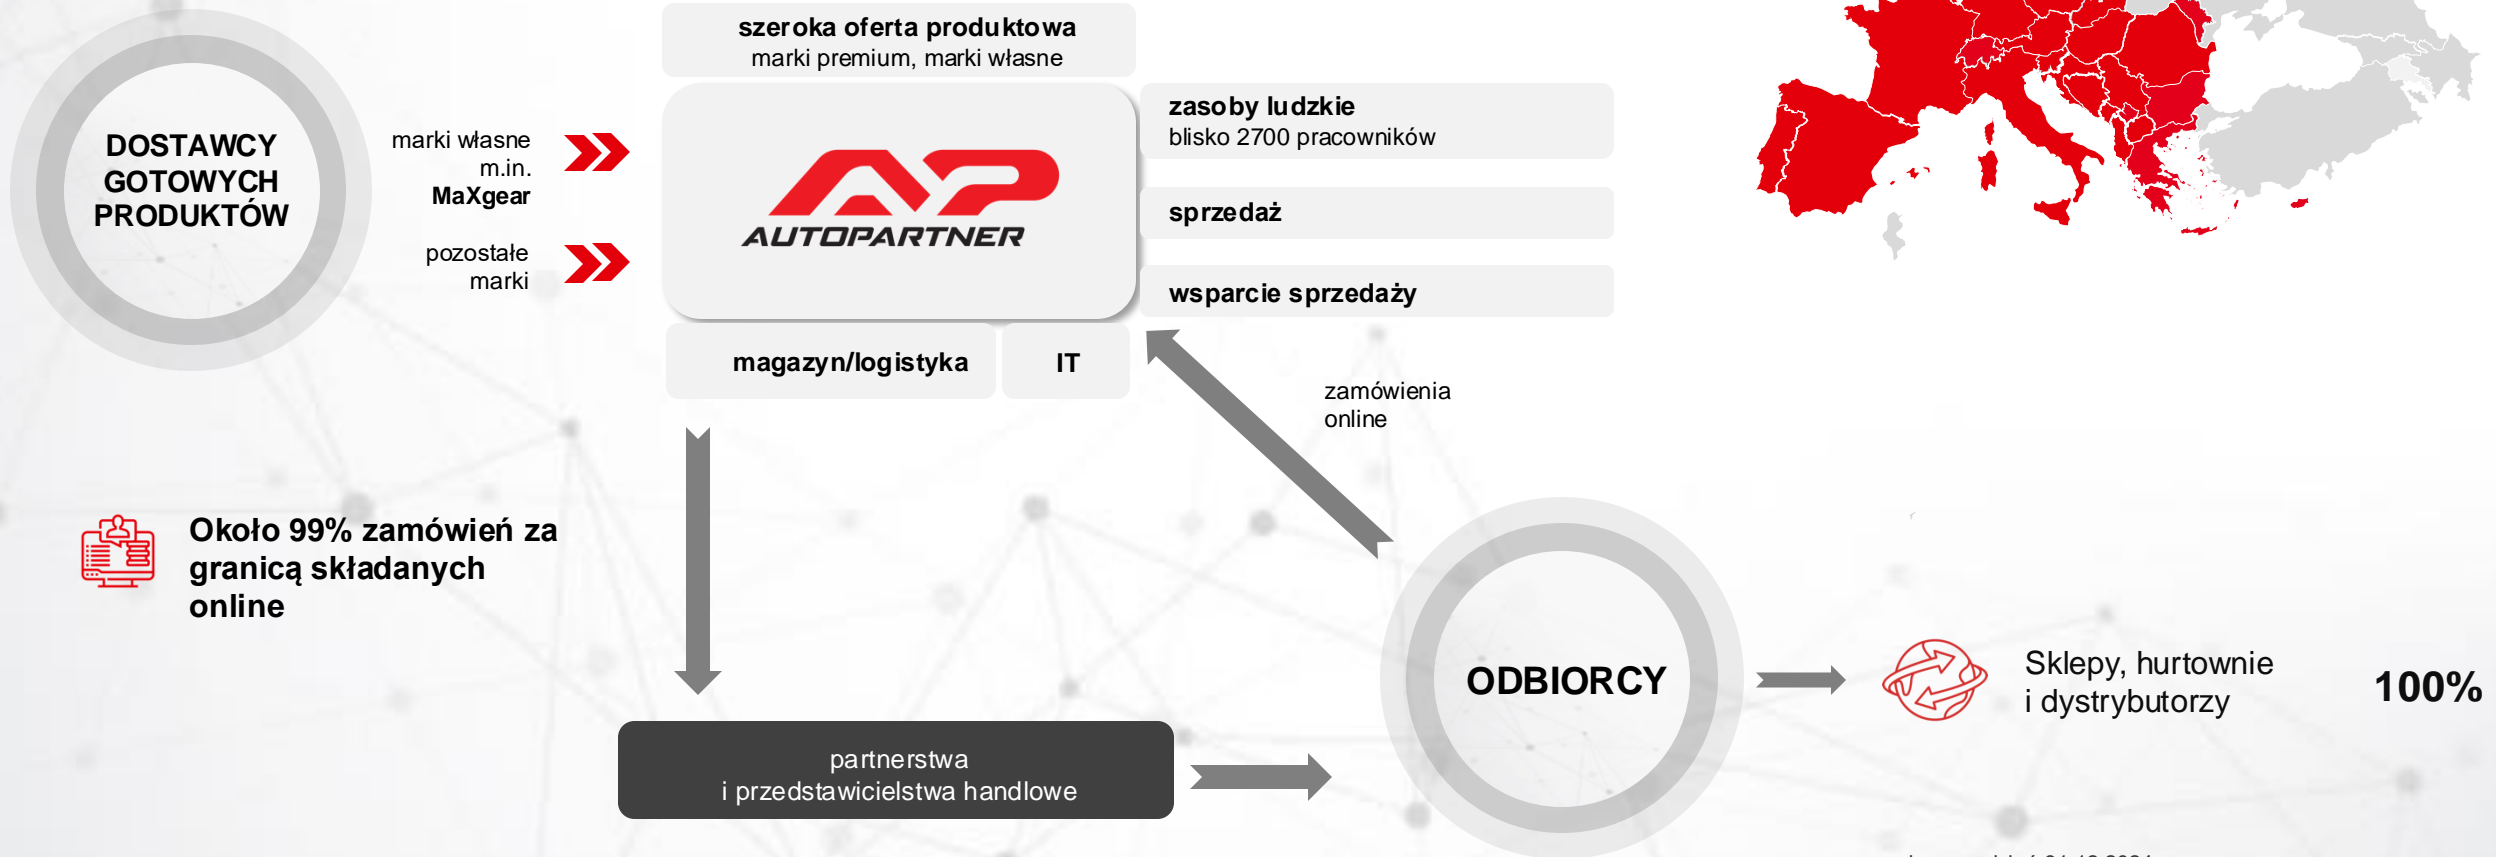 szeroka oferta produktowa
marki premium, marki własne
DOSTAWCY
GOTOWYCH
PRODUKTÓW
marki własne
m.in.
MaXgear
pozostałe
marki
AP
AUTOPARTNER
zasoby ludzkie
blisko 2700 pracowników
sprzedaż
wsparcie sprzedaży
magazyn/logistyka
IT
zamówienia
online
Około 99% zamówień za
granicą składanych
online
partnerstwa
i przedstawicielstwa handlowe
ODBIORCY
Sklepy, hurtownie
i dystrybutorzy
100%